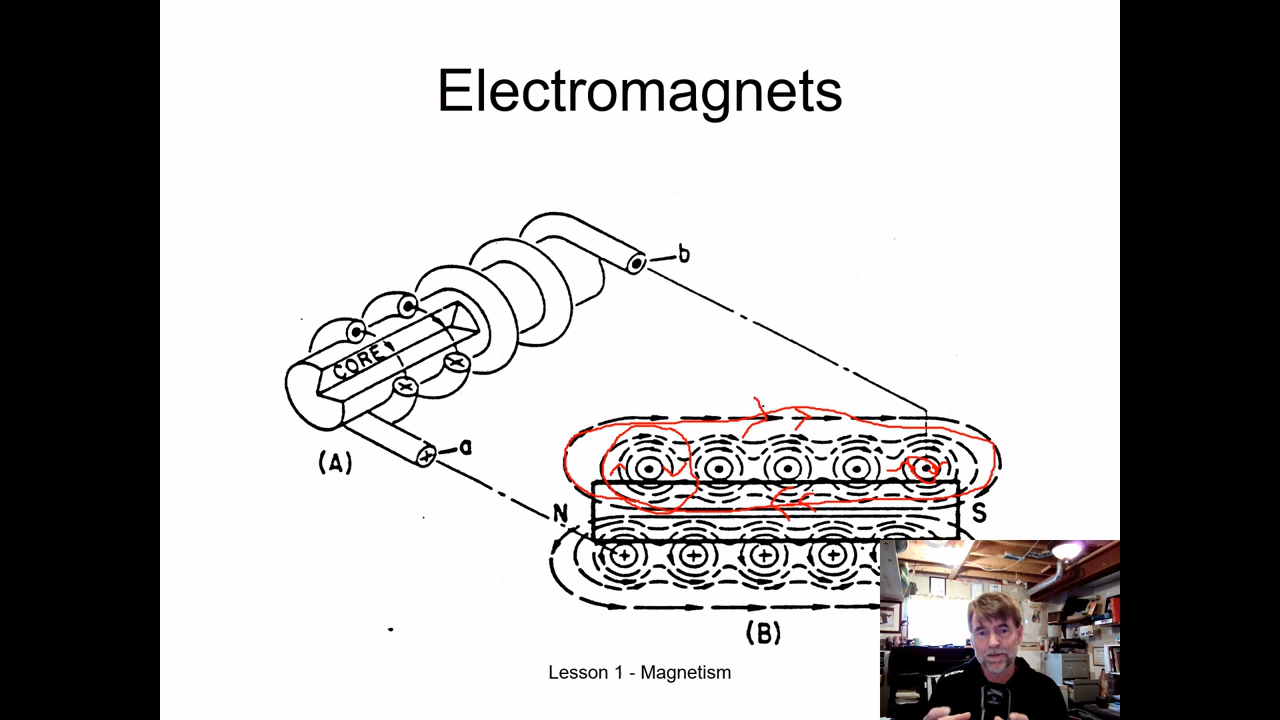 Electromagnets
b
CORE
a
(A)
N
S
(B)
Lesson 1 - Magnetism